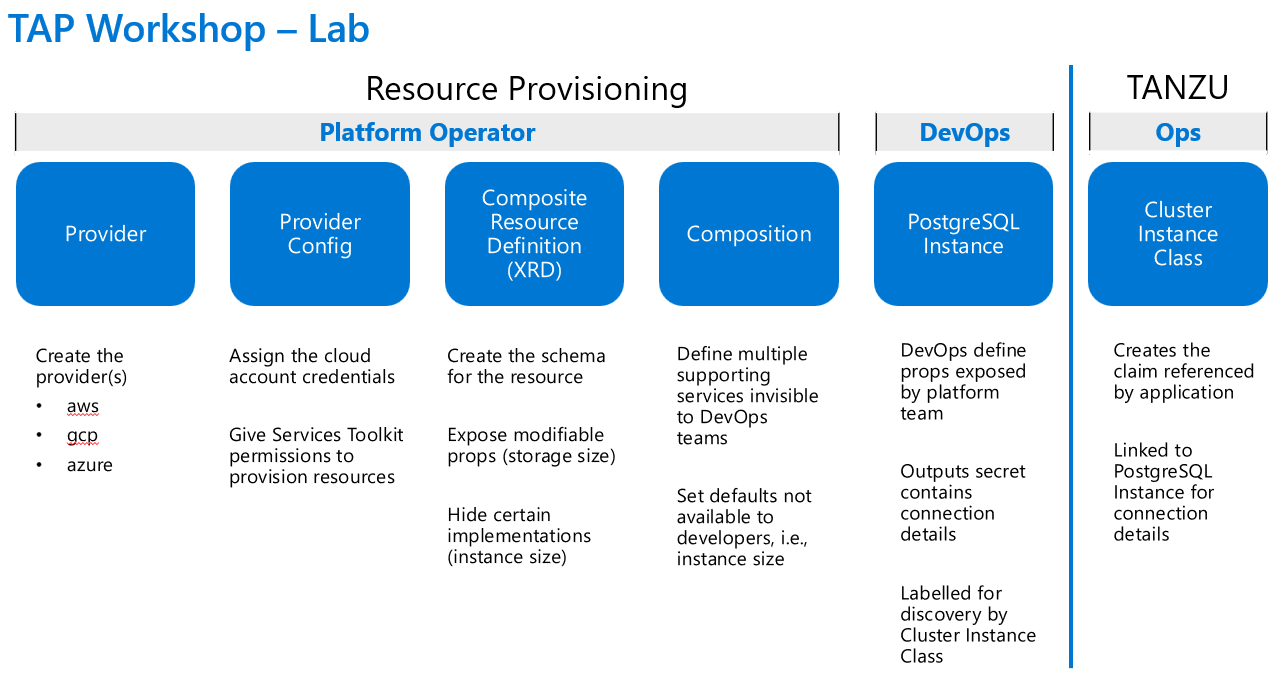 TAP Workshop – Lab
Resource Provisioning
TANZU
Platform Operator
DevOps
Ops
Provider
Provider
Config
Composite
Resource
Definition
(XRD)
Composition
PostgreSQL
Instance
Cluster
Instance
Class
Create the
provider(s)
• aws
• gcp
• azure
Assign the cloud
account credentials
Give Services Toolkit
permissions to
provision resources
Create the schema
for the resource
Expose modifiable
props (storage size)
Hide certain
implementations
(instance size)
Define multiple
supporting
services invisible
to DevOps
teams
Set defaults not
available to
developers, i.e.,
instance size
DevOps define
props exposed
by platform
team
Outputs secret
contains
connection
details
Labelled for
discovery by
Cluster Instance
Class
Creates the
claim referenced
by application
Linked to
PostgreSQL
Instance for
connection
details